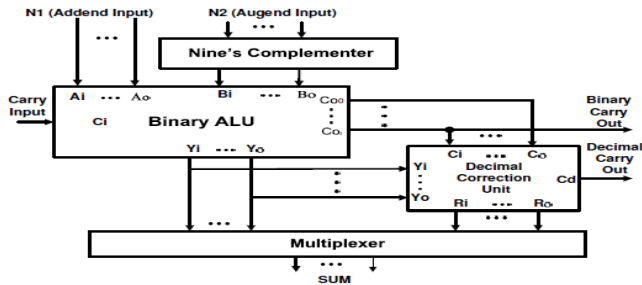 N1 (Addend Input)
N2 (Augend Input)
Nine's Complementer
Carry Input
Ai ... Ao
Bi ... Bo
Coo
Coi
Ci
Binary ALU
Yi ... Yo
Binary Carry Out
Decimal Carry Out
Ci ... Co
Yi
Yo
Decimal Correction Unit
Cd
Ri ... Ro
Multiplexer
SUM